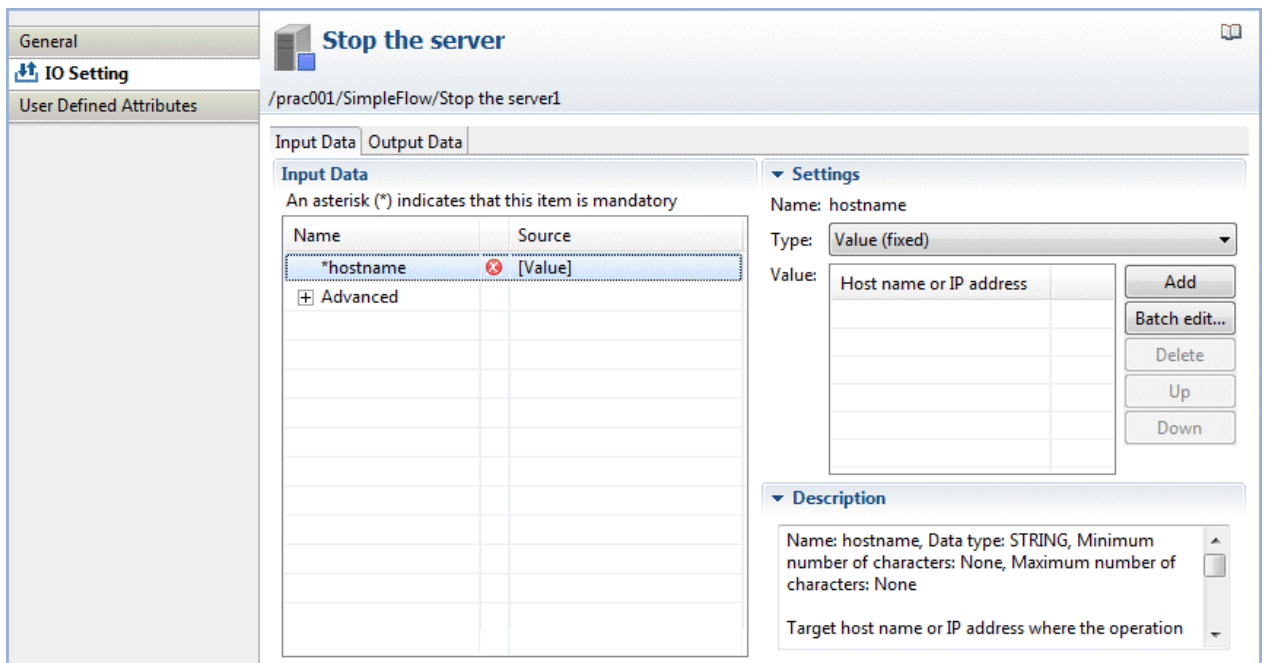 General
IO Setting
User Defined Attributes
Stop the server
/prac001/SimpleFlow/Stop the server1
Input Data Output Data
Input Data
An asterisk (*) indicates that this item is mandatory
Name Source
*hostname [Value]
Advanced
Settings
Name: hostname
Type: Value (fixed)
Value: Host name or IP address
Add
Batch edit...
Delete
Up
Down
Description
Name: hostname, Data type: STRING, Minimum
number of characters: None, Maximum number of
characters: None
Target host name or IP address where the operation